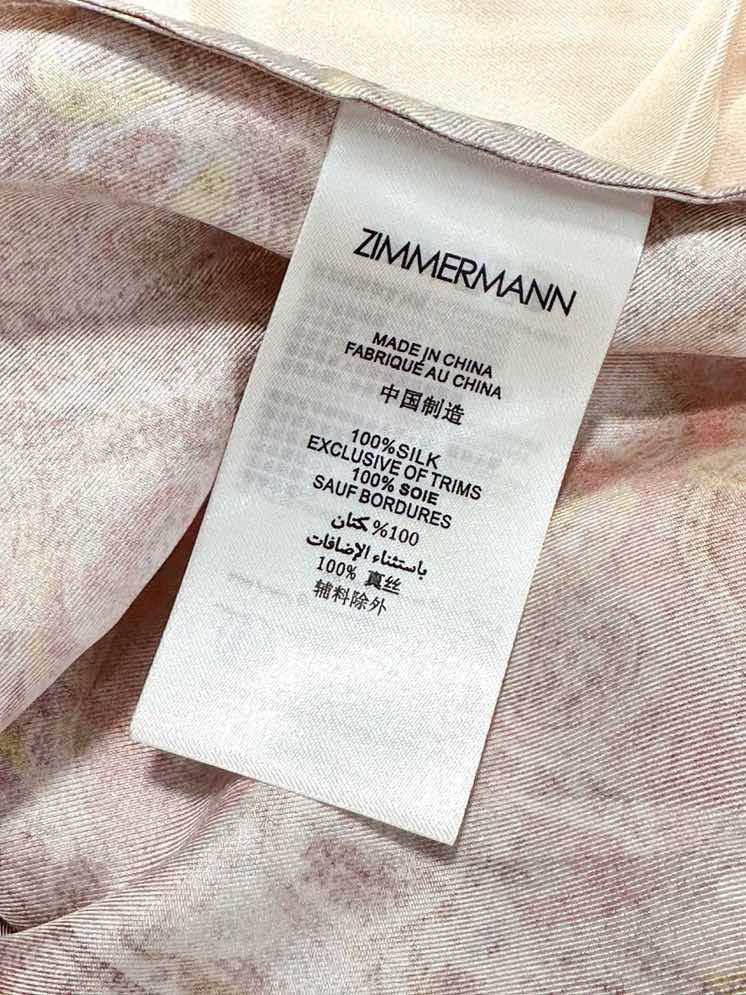 ZIMMERMANN
MADE IN CHINA
FABRIQUÉ AU CHINA
中国制造
100%SILK
EXCLUSIVE OF TRIMS
100% SOIE
SAUF BORDURES
%100 كتان
باستثناء الإضافات
100% 真丝
辅料除外